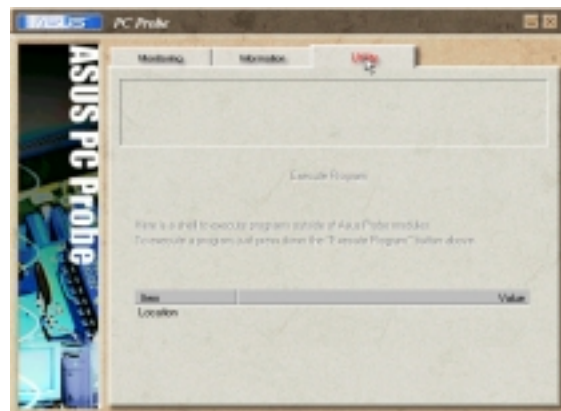 ASUS PC Probe
ASUS PC Probe
Monitoring Information Utility
Execute Program
Here is a shell to execute programs outside of Asus Probe modules.
To execute a program just press down the "Execute Program" button above.
Item Value
Location